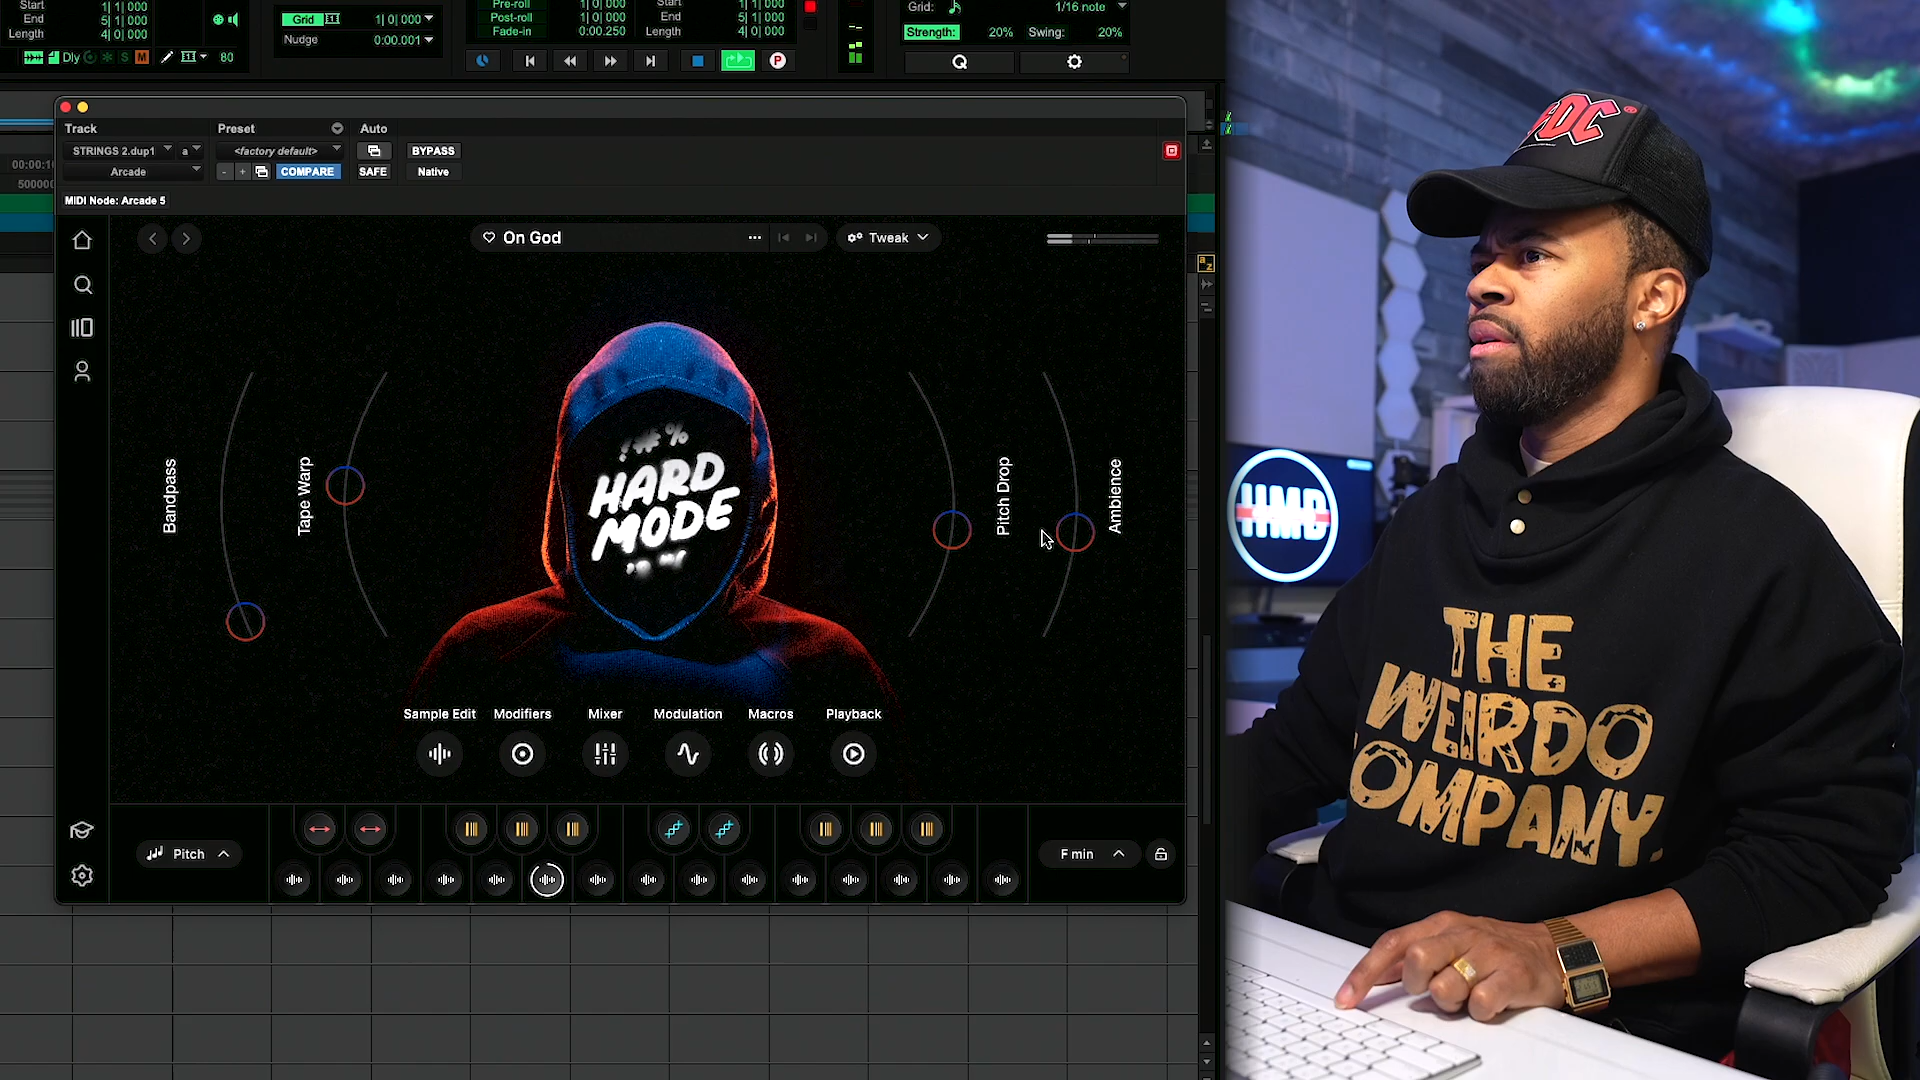 Start 1| 1| 000
End 5| 1| 000
Length 4| 0| 000
Dly
S
M
80
Grid 1| 0| 000
Nudge 0:00.001
Pre-roll 1| 0| 000
Post-roll 1| 0| 000
Fade-in 0:00.250
Start 1| 1| 000
End 5| 1| 000
Length 4| 0| 000
P
Grid: 1/16 note
Strength: 20% Swing: 20%
Q
Track
Preset
Auto
STRINGS 2.dup1
a
<factory default>
BYPASS
Arcade
- +
COMPARE
SAFE
Native
MIDI Node: Arcade 5
On God
...
Tweak
Bandpass
Tape Warp
Pitch Drop
Ambience
!#%
HARD
MODE
Sample Edit
Modifiers
Mixer
Modulation
Macros
Playback
Pitch
F min
a
z
HMD
THE
WEIRDO
COMPANY.